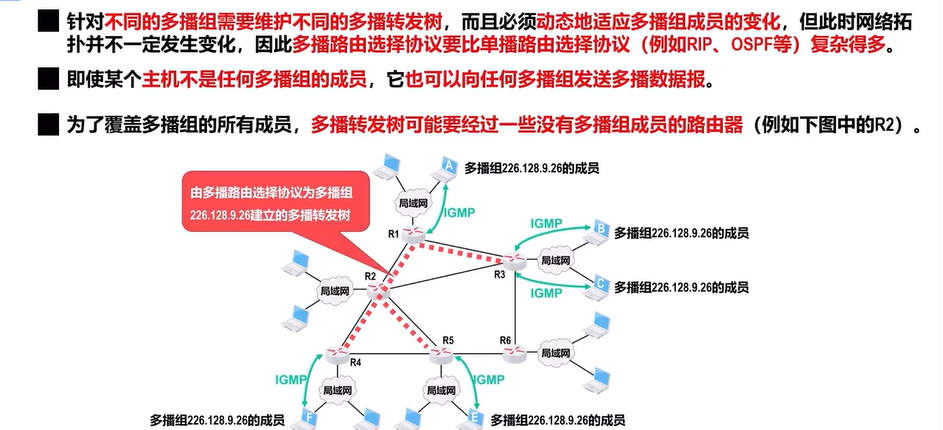 ■ 针对不同的多播组需要维护不同的多播转发树，而且必须动态地适应多播组成员的变化，但此时网络拓
扑并不一定发生变化，因此多播路由选择协议要比单播路由选择协议（例如RIP、OSPF等）复杂得多。
■ 即使某个主机不是任何多播组的成员，它也可以向任何多播组发送多播数据报。
■ 为了覆盖多播组的所有成员，多播转发树可能要经过一些没有多播组成员的路由器（例如下图中的R2）。
A
多播组226.128.9.26的成员
由多播路由选择协议为多播组
226.128.9.26建立的多播转发树
局域网
IGMP
R1
IGMP
B
多播组226.128.9.26的成员
局域网
R3
R2
局域网
IGMP
C
多播组226.128.9.26的成员
R4
R5
R6
局域网
IGMP
局域网
局域网
IGMP
多播组226.128.9.26的成员
F
E
多播组226.128.9.26的成员